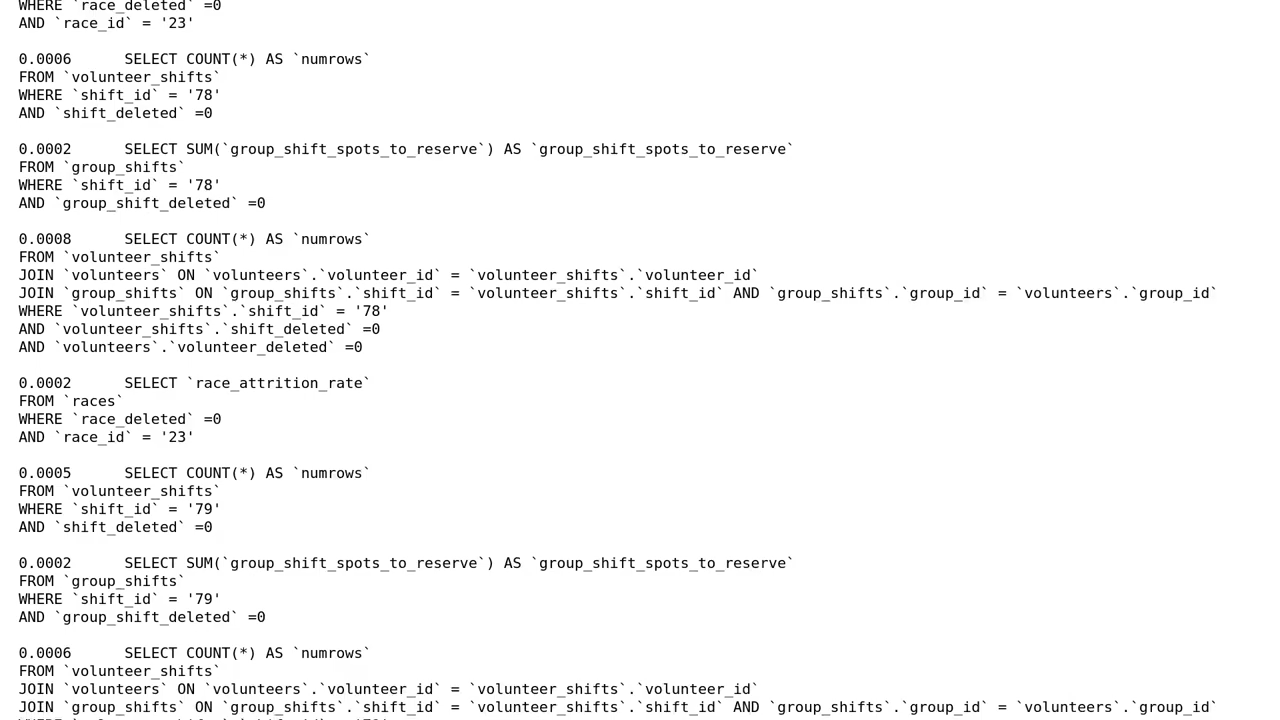 WHERE `race_deleted` =0
AND `race_id` = '23'
0.0006 SELECT COUNT(*) AS `numrows`
FROM `volunteer_shifts`
WHERE `shift_id` = '78'
AND `shift_deleted` =0
0.0002 SELECT SUM(`group_shift_spots_to_reserve`) AS `group_shift_spots_to_reserve`
FROM `group_shifts`
WHERE `shift_id` = '78'
AND `group_shift_deleted` =0
0.0008 SELECT COUNT(*) AS `numrows`
FROM `volunteer_shifts`
JOIN `volunteers` ON `volunteers`.`volunteer_id` = `volunteer_shifts`.`volunteer_id`
JOIN `group_shifts` ON `group_shifts`.`shift_id` = `volunteer_shifts`.`shift_id` AND `group_shifts`.`group_id` = `volunteers`.`group_id`
WHERE `volunteer_shifts`.`shift_id` = '78'
AND `volunteer_shifts`.`shift_deleted` =0
AND `volunteers`.`volunteer_deleted` =0
0.0002 SELECT `race_attrition_rate`
FROM `races`
WHERE `race_deleted` =0
AND `race_id` = '23'
0.0005 SELECT COUNT(*) AS `numrows`
FROM `volunteer_shifts`
WHERE `shift_id` = '79'
AND `shift_deleted` =0
0.0002 SELECT SUM(`group_shift_spots_to_reserve`) AS `group_shift_spots_to_reserve`
FROM `group_shifts`
WHERE `shift_id` = '79'
AND `group_shift_deleted` =0
0.0006 SELECT COUNT(*) AS `numrows`
FROM `volunteer_shifts`
JOIN `volunteers` ON `volunteers`.`volunteer_id` = `volunteer_shifts`.`volunteer_id`
JOIN `group_shifts` ON `group_shifts`.`shift_id` = `volunteer_shifts`.`shift_id` AND `group_shifts`.`group_id` = `volunteers`.`group_id`